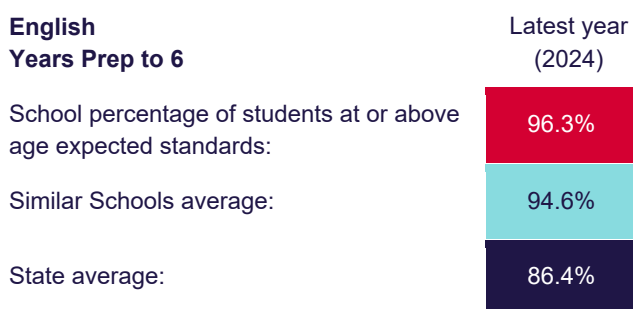 English
Years Prep to 6
Latest year
(2024)
School percentage of students at or above
age expected standards:
96.3%
Similar Schools average:
94.6%
State average:
86.4%